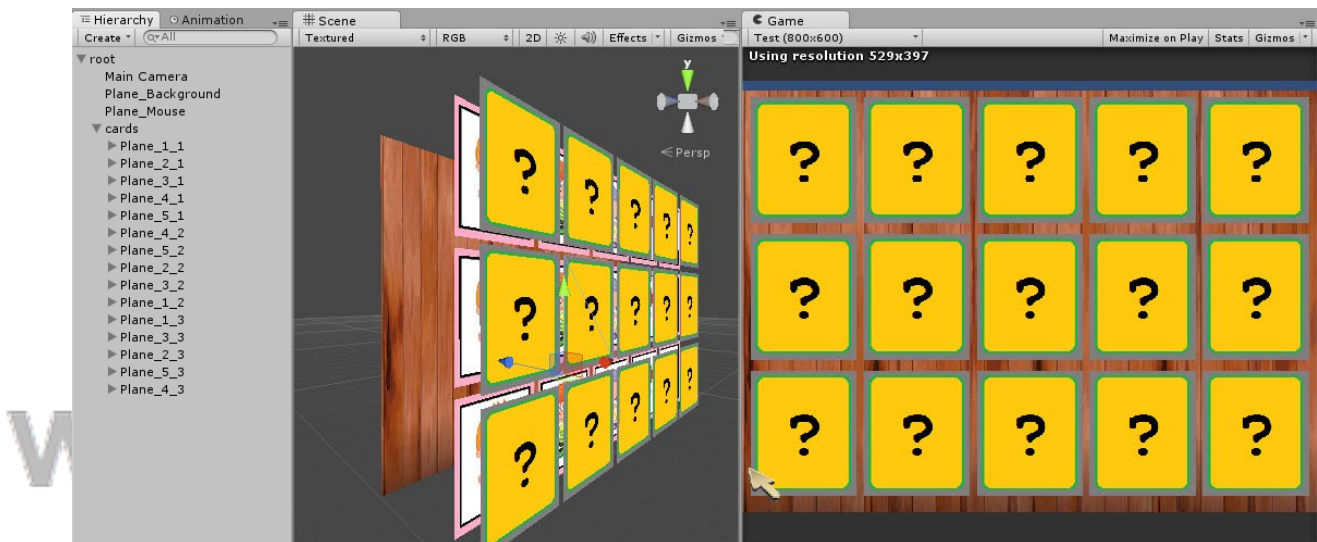 Hierarchy Animation
Create Q▾All
root
Main Camera
Plane_Background
Plane_Mouse
cards
Plane_1_1
Plane_2_1
Plane_3_1
Plane_4_1
Plane_5_1
Plane_4_2
Plane_5_2
Plane_2_2
Plane_3_2
Plane_1_2
Plane_1_3
Plane_3_3
Plane_2_3
Plane_5_3
Plane_4_3
Scene
Textured RGB 2D Effects Gizmos
y
Persp
? ? ? ? ?
? ? ? ? ?
? ? ? ? ?
Game
Test (800x600) Maximize on Play Stats Gizmos
Using resolution 529x397
? ? ? ? ?
? ? ? ? ?
? ? ? ? ?
W